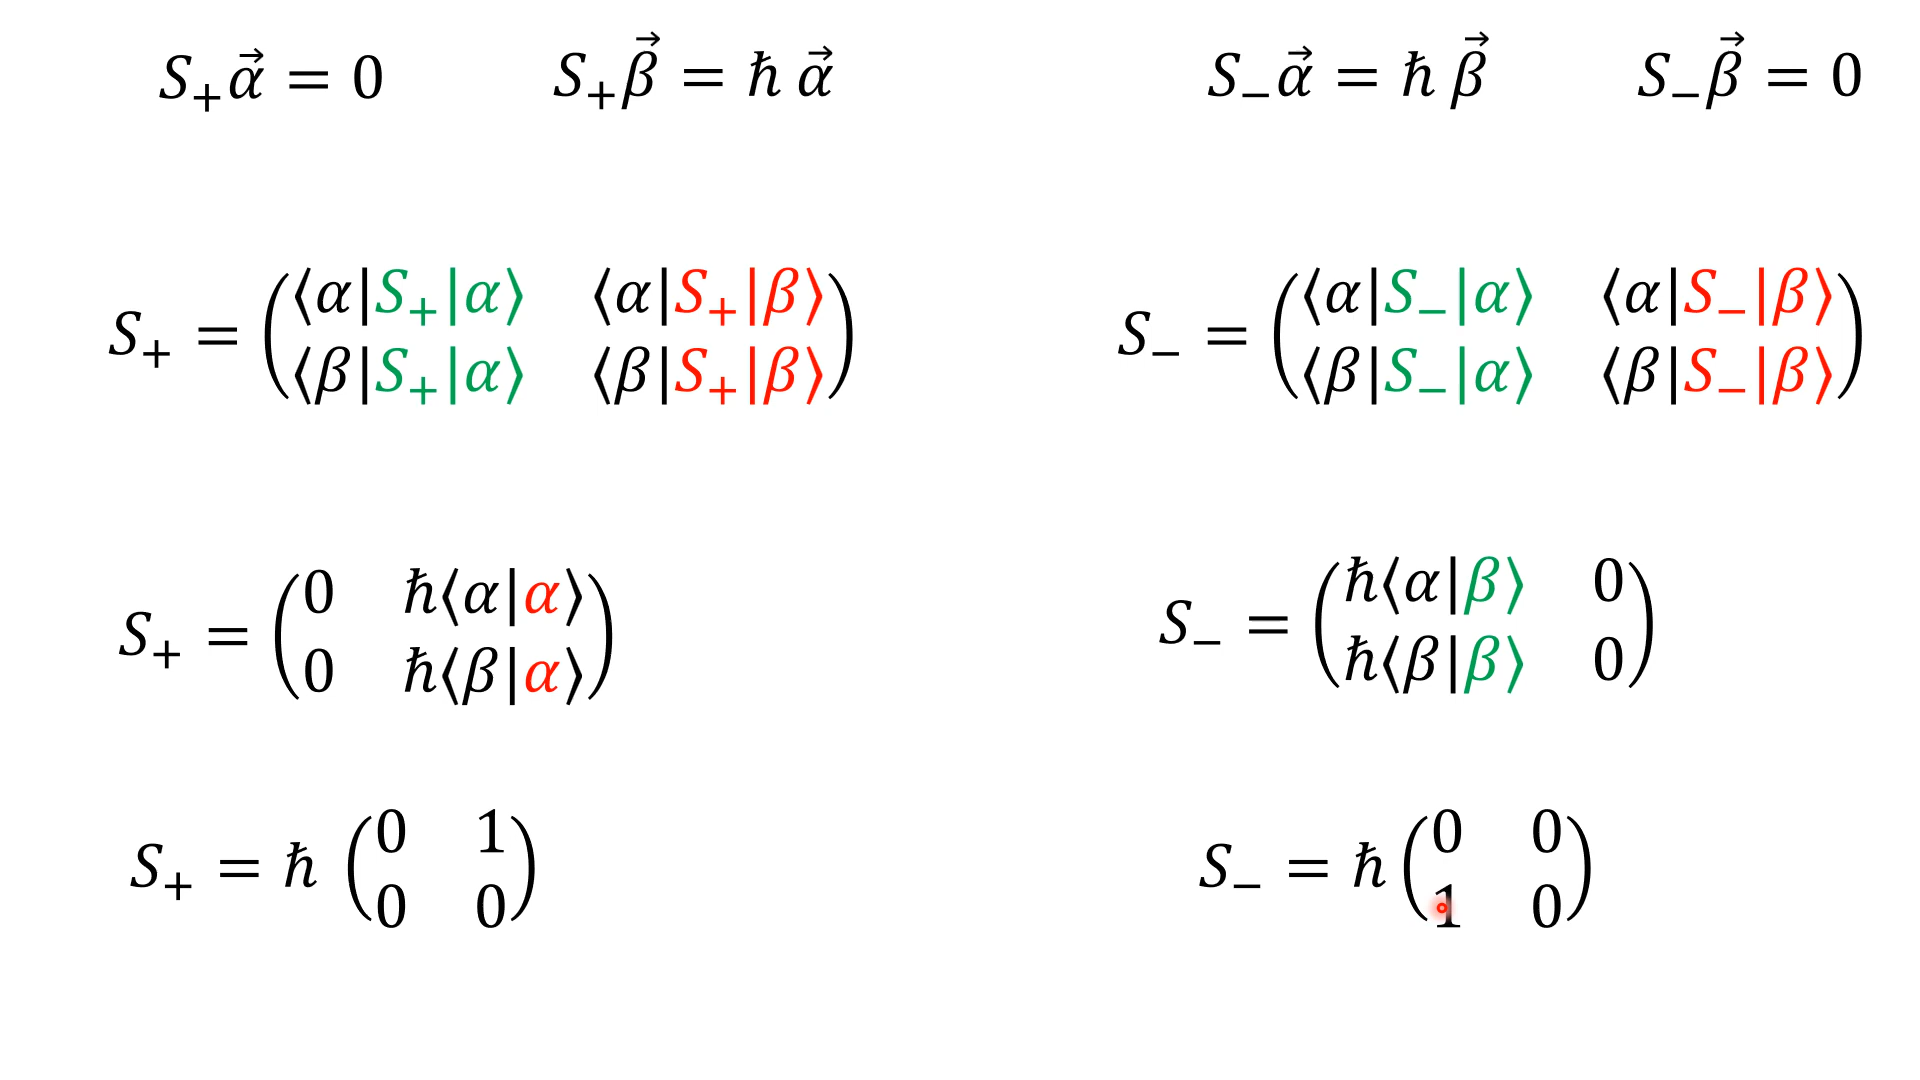 S₊α⃗ = 0 S₊β⃗ = ħ α⃗ S₋α⃗ = ħ β⃗ S₋β⃗ = 0
S₊ = (⟨α|S₊|α⟩ ⟨α|S₊|β⟩ S₋ = (⟨α|S₋|α⟩ ⟨α|S₋|β⟩
⟨β|S₊|α⟩ ⟨β|S₊|β⟩) ⟨β|S₋|α⟩ ⟨β|S₋|β⟩)
S₊ = (0 ħ⟨α|α⟩ S₋ = (ħ⟨α|β⟩ 0
0 ħ⟨β|α⟩) ħ⟨β|β⟩ 0)
S₊ = ħ (0 1 S₋ = ħ (0 0
0 0) 1 0)